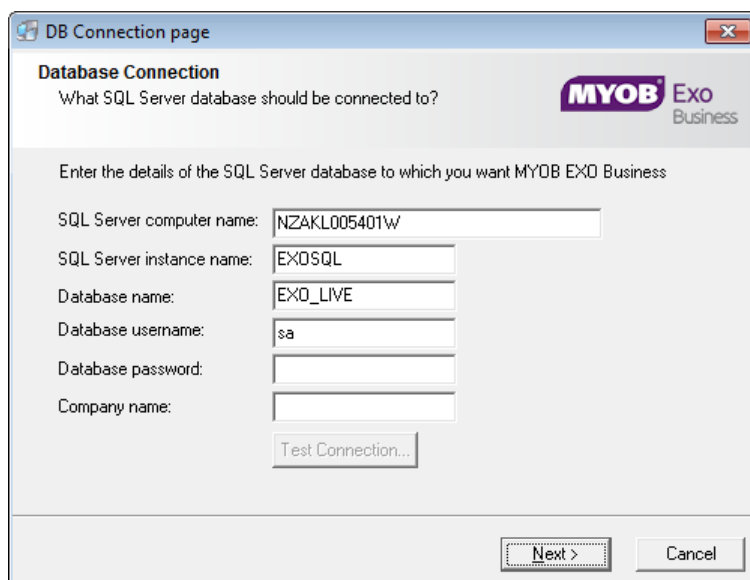 DB Connection page
Database Connection
What SQL Server database should be connected to?
MYOB Exo
Business
Enter the details of the SQL Server database to which you want MYOB EXO Business
SQL Server computer name: NZAKL005401W
SQL Server instance name: EXOSQL
Database name: EXO_LIVE
Database username: sa
Database password:
Company name:
Test Connection...
Next > Cancel